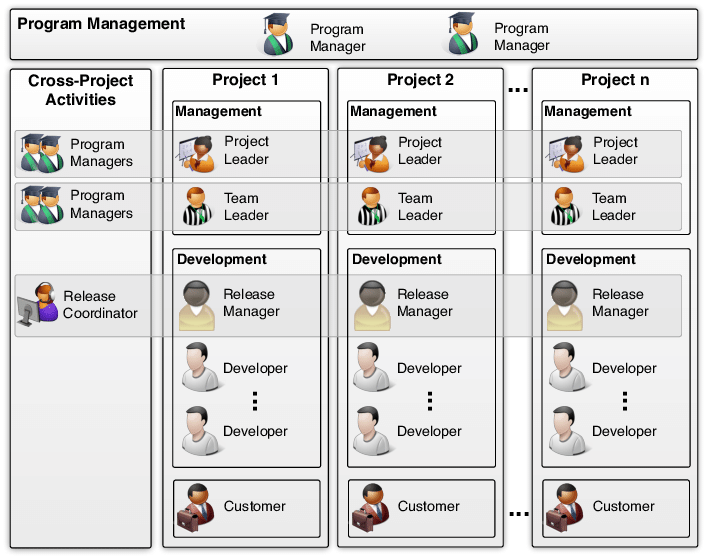 Program Management
Program
Manager
Program
Manager
Cross-Project
Activities
Program
Managers
Program
Managers
Release
Coordinator
Project 1
Management
Project
Leader
Team
Leader
Development
Release
Manager
Developer
⋮
Developer
Customer
Project 2
Management
Project
Leader
Team
Leader
Development
Release
Manager
Developer
⋮
Developer
Customer
...
...
Project n
Management
Project
Leader
Team
Leader
Development
Release
Manager
Developer
⋮
Developer
Customer